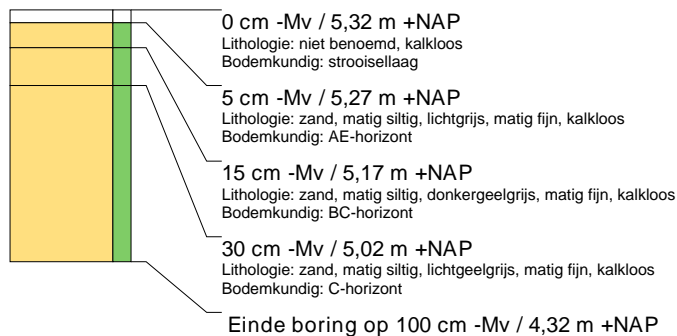 0 cm -Mv / 5,32 m +NAP
Lithologie: niet benoemd, kalkloos
Bodemkundig: strooisellaag
5 cm -Mv / 5,27 m +NAP
Lithologie: zand, matig siltig, lichtgrijs, matig fijn, kalkloos
Bodemkundig: AE-horizont
15 cm -Mv / 5,17 m +NAP
Lithologie: zand, matig siltig, donkergeelgrijs, matig fijn, kalkloos
Bodemkundig: BC-horizont
30 cm -Mv / 5,02 m +NAP
Lithologie: zand, matig siltig, lichtgeelgrijs, matig fijn, kalkloos
Bodemkundig: C-horizont
Einde boring op 100 cm -Mv / 4,32 m +NAP